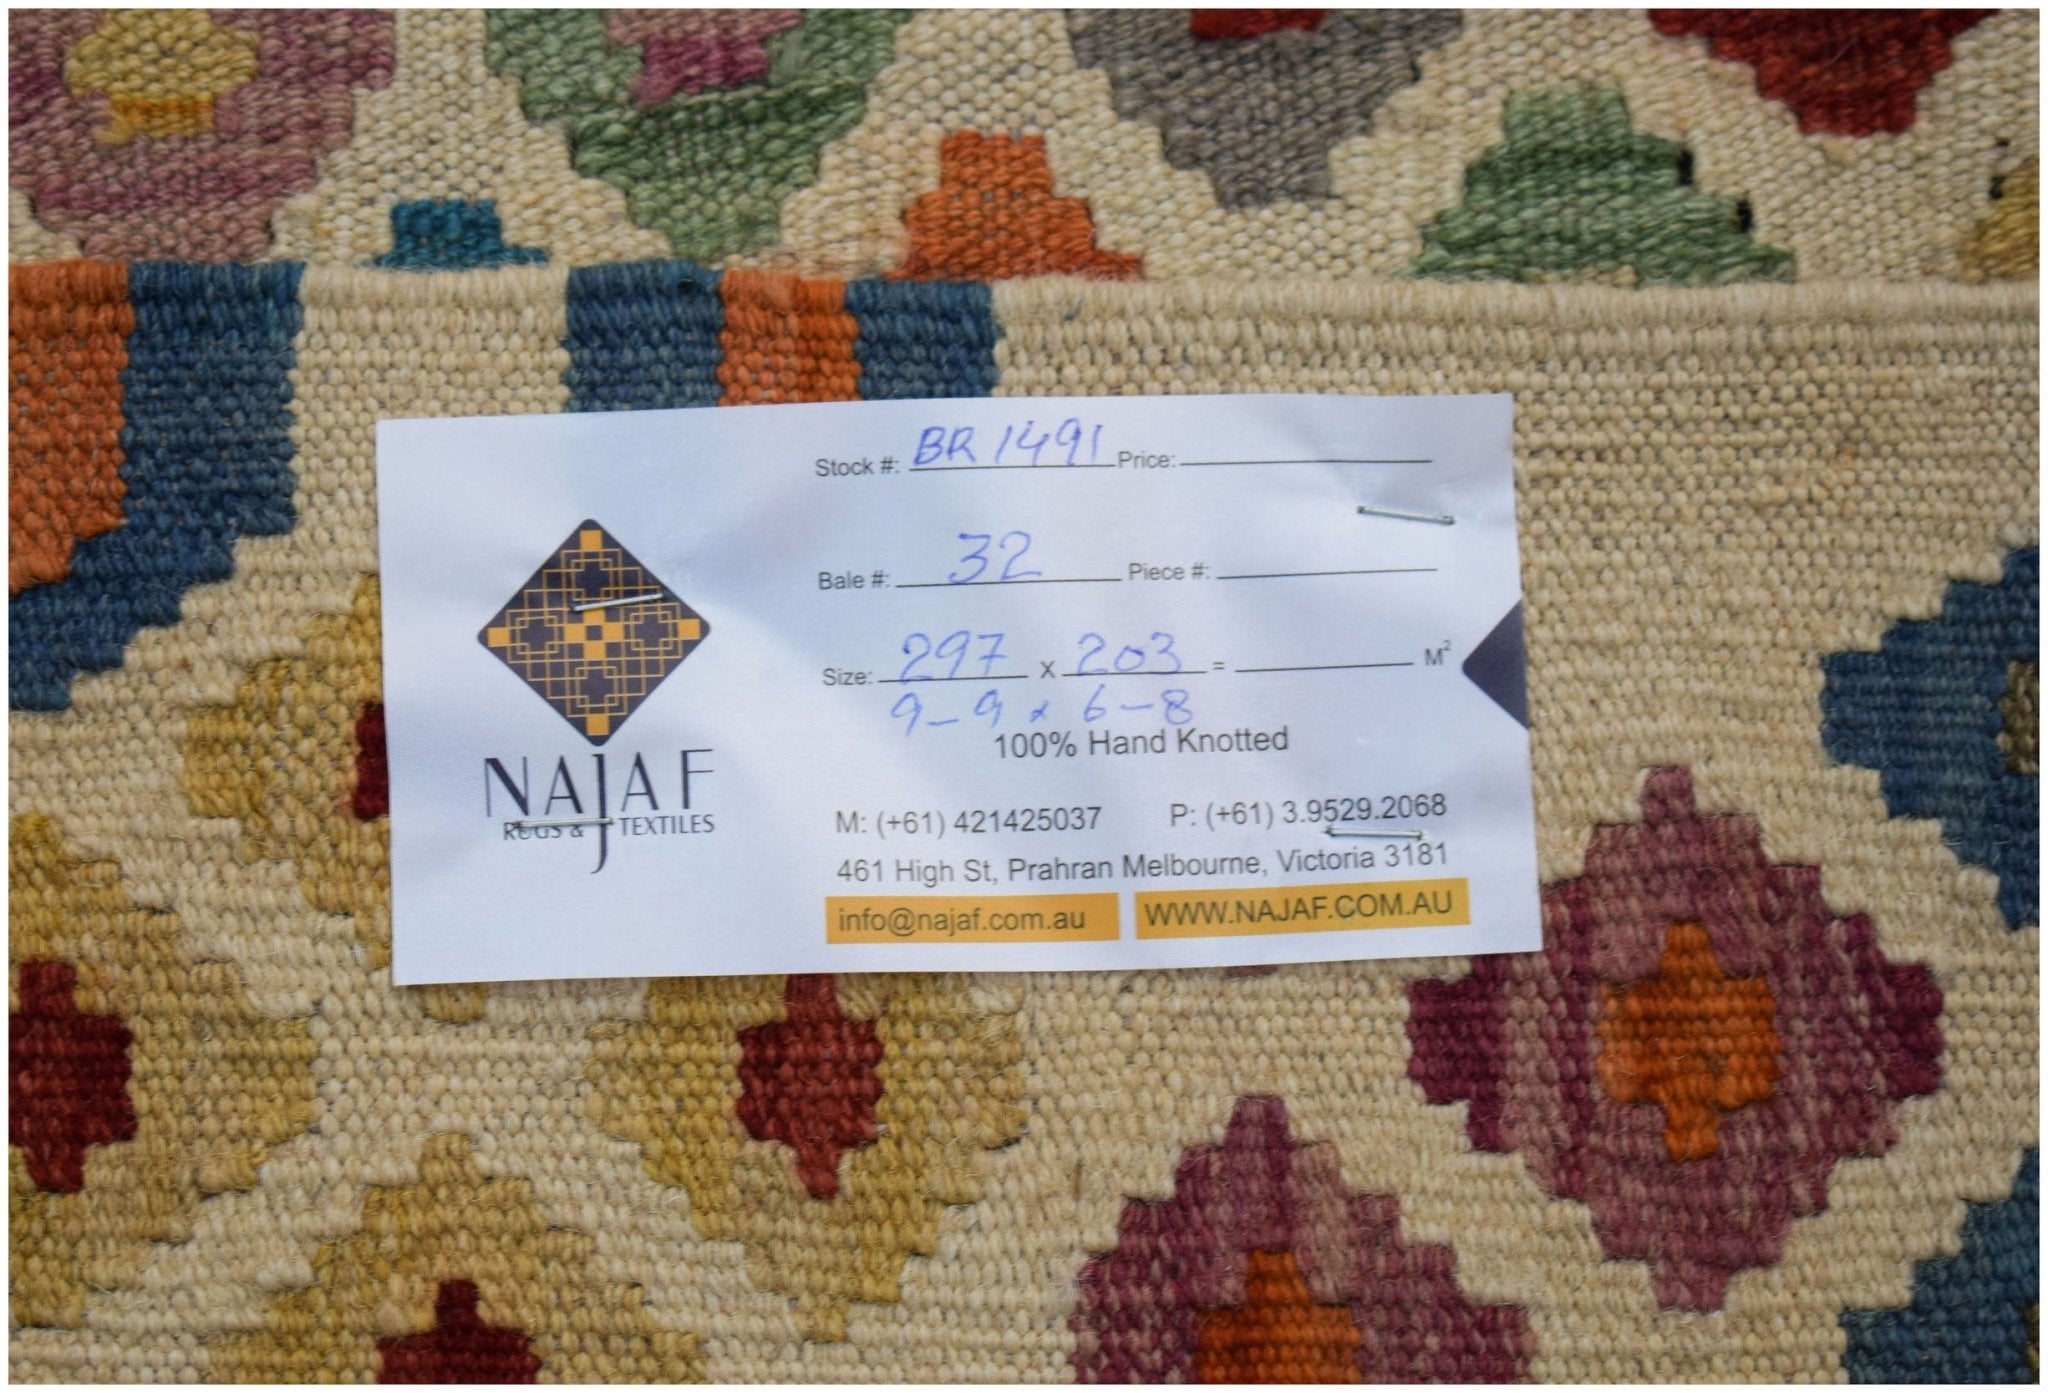 Stock #: BR 1491 Price:
Bale #: 32 Piece #:
Size: 297 X 203 = M²
9-9 x 6-8
100% Hand Knotted
NAJAF
RUGS & TEXTILES
M: (+61) 421425037 P: (+61) 3.9529.2068
461 High St, Prahran Melbourne, Victoria 3181
info@najaf.com.au WWW.NAJAF.COM.AU